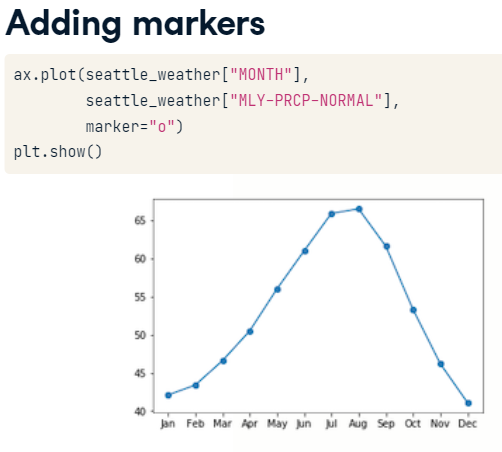 Adding markers
ax.plot(seattle_weather["MONTH"],
        seattle_weather["MLY-PRCP-NORMAL"],
        marker="o")
plt.show()
65
60
55
50
45
40
Jan Feb Mar Apr May Jun Jul Aug Sep Oct Nov Dec